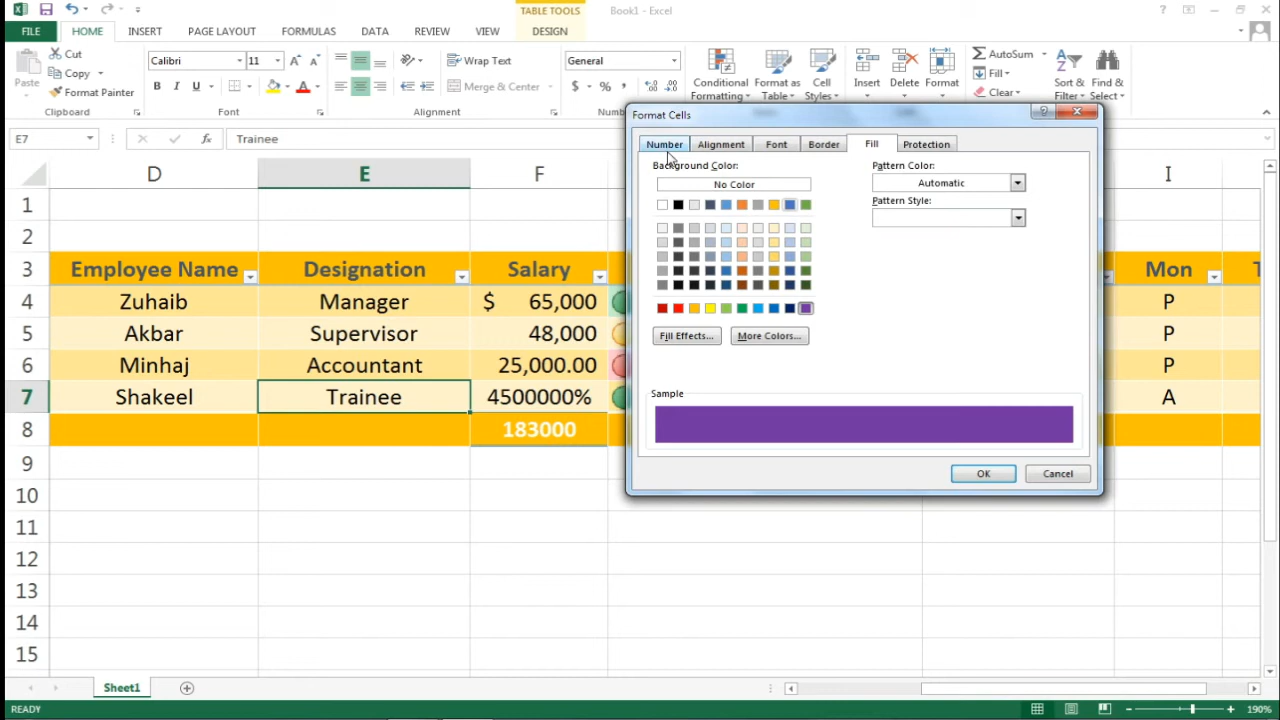 TABLE TOOLS
Book1 - Excel
FILE HOME INSERT PAGE LAYOUT FORMULAS DATA REVIEW VIEW DESIGN
Cut
Copy
Format Painter
Paste
Clipboard
Calibri 11
B I U
Font
Wrap Text
Merge & Center
Alignment
General
$ % ,
Conditional Formatting
Format as Table
Cell Styles
Insert Delete Format
AutoSum
Fill
Clear
Sort & Filter
Find & Select
E7 fx Trainee
D E F I
Employee Name Designation Salary Mon
1
2
3
4 Zuhaib Manager $ 65,000 P
5 Akbar Supervisor 48,000 P
6 Minhaj Accountant 25,000.00 P
7 Shakeel Trainee 4500000% A
8 183000
9
10
11
12
13
14
15
Format Cells
Number Alignment Font Border Fill Protection
Background Color:
No Color
Fill Effects... More Colors...
Pattern Color:
Automatic
Pattern Style:
Sample
OK Cancel
Sheet1
READY 190%